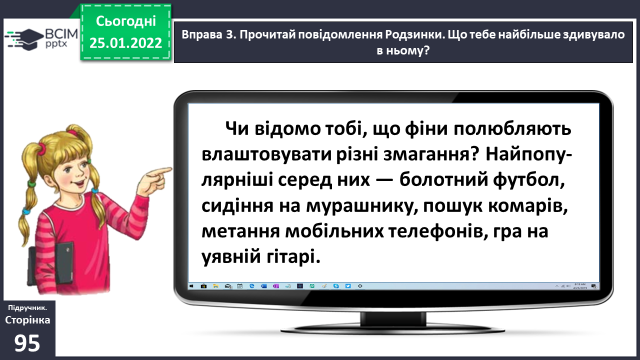 ВСІМ
pptx
Сьогодні
25.01.2022
Вправа 3. Прочитай повідомлення Родзинки. Що тебе найбільше здивувало
в ньому?
Чи відомо тобі, що фіни полюбляють
влаштовувати різні змагання? Найпопу-
лярніші серед них — болотний футбол,
сидіння на мурашнику, пошук комарів,
метання мобільних телефонів, гра на
уявній гітарі.
Підручник.
Сторінка
95